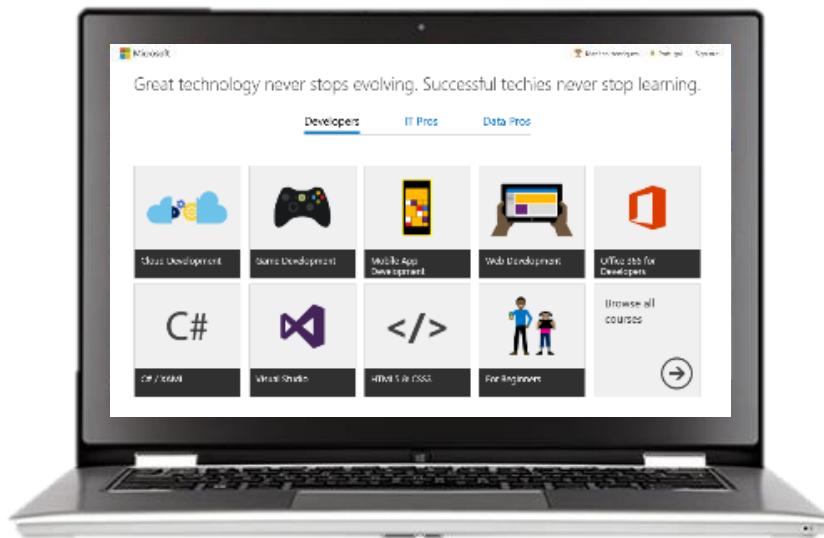 Microsoft
Great technology never stops evolving. Successful techies never stop learning.
Developers
IT Pros
Data Pros
Cloud Development
Game Development
Mobile App
Development
Web Development
Office 365 for
Developers
C#
</>
Browse all
courses
C# / XAML
Visual Studio
HTML5 & CSS3
For Beginners